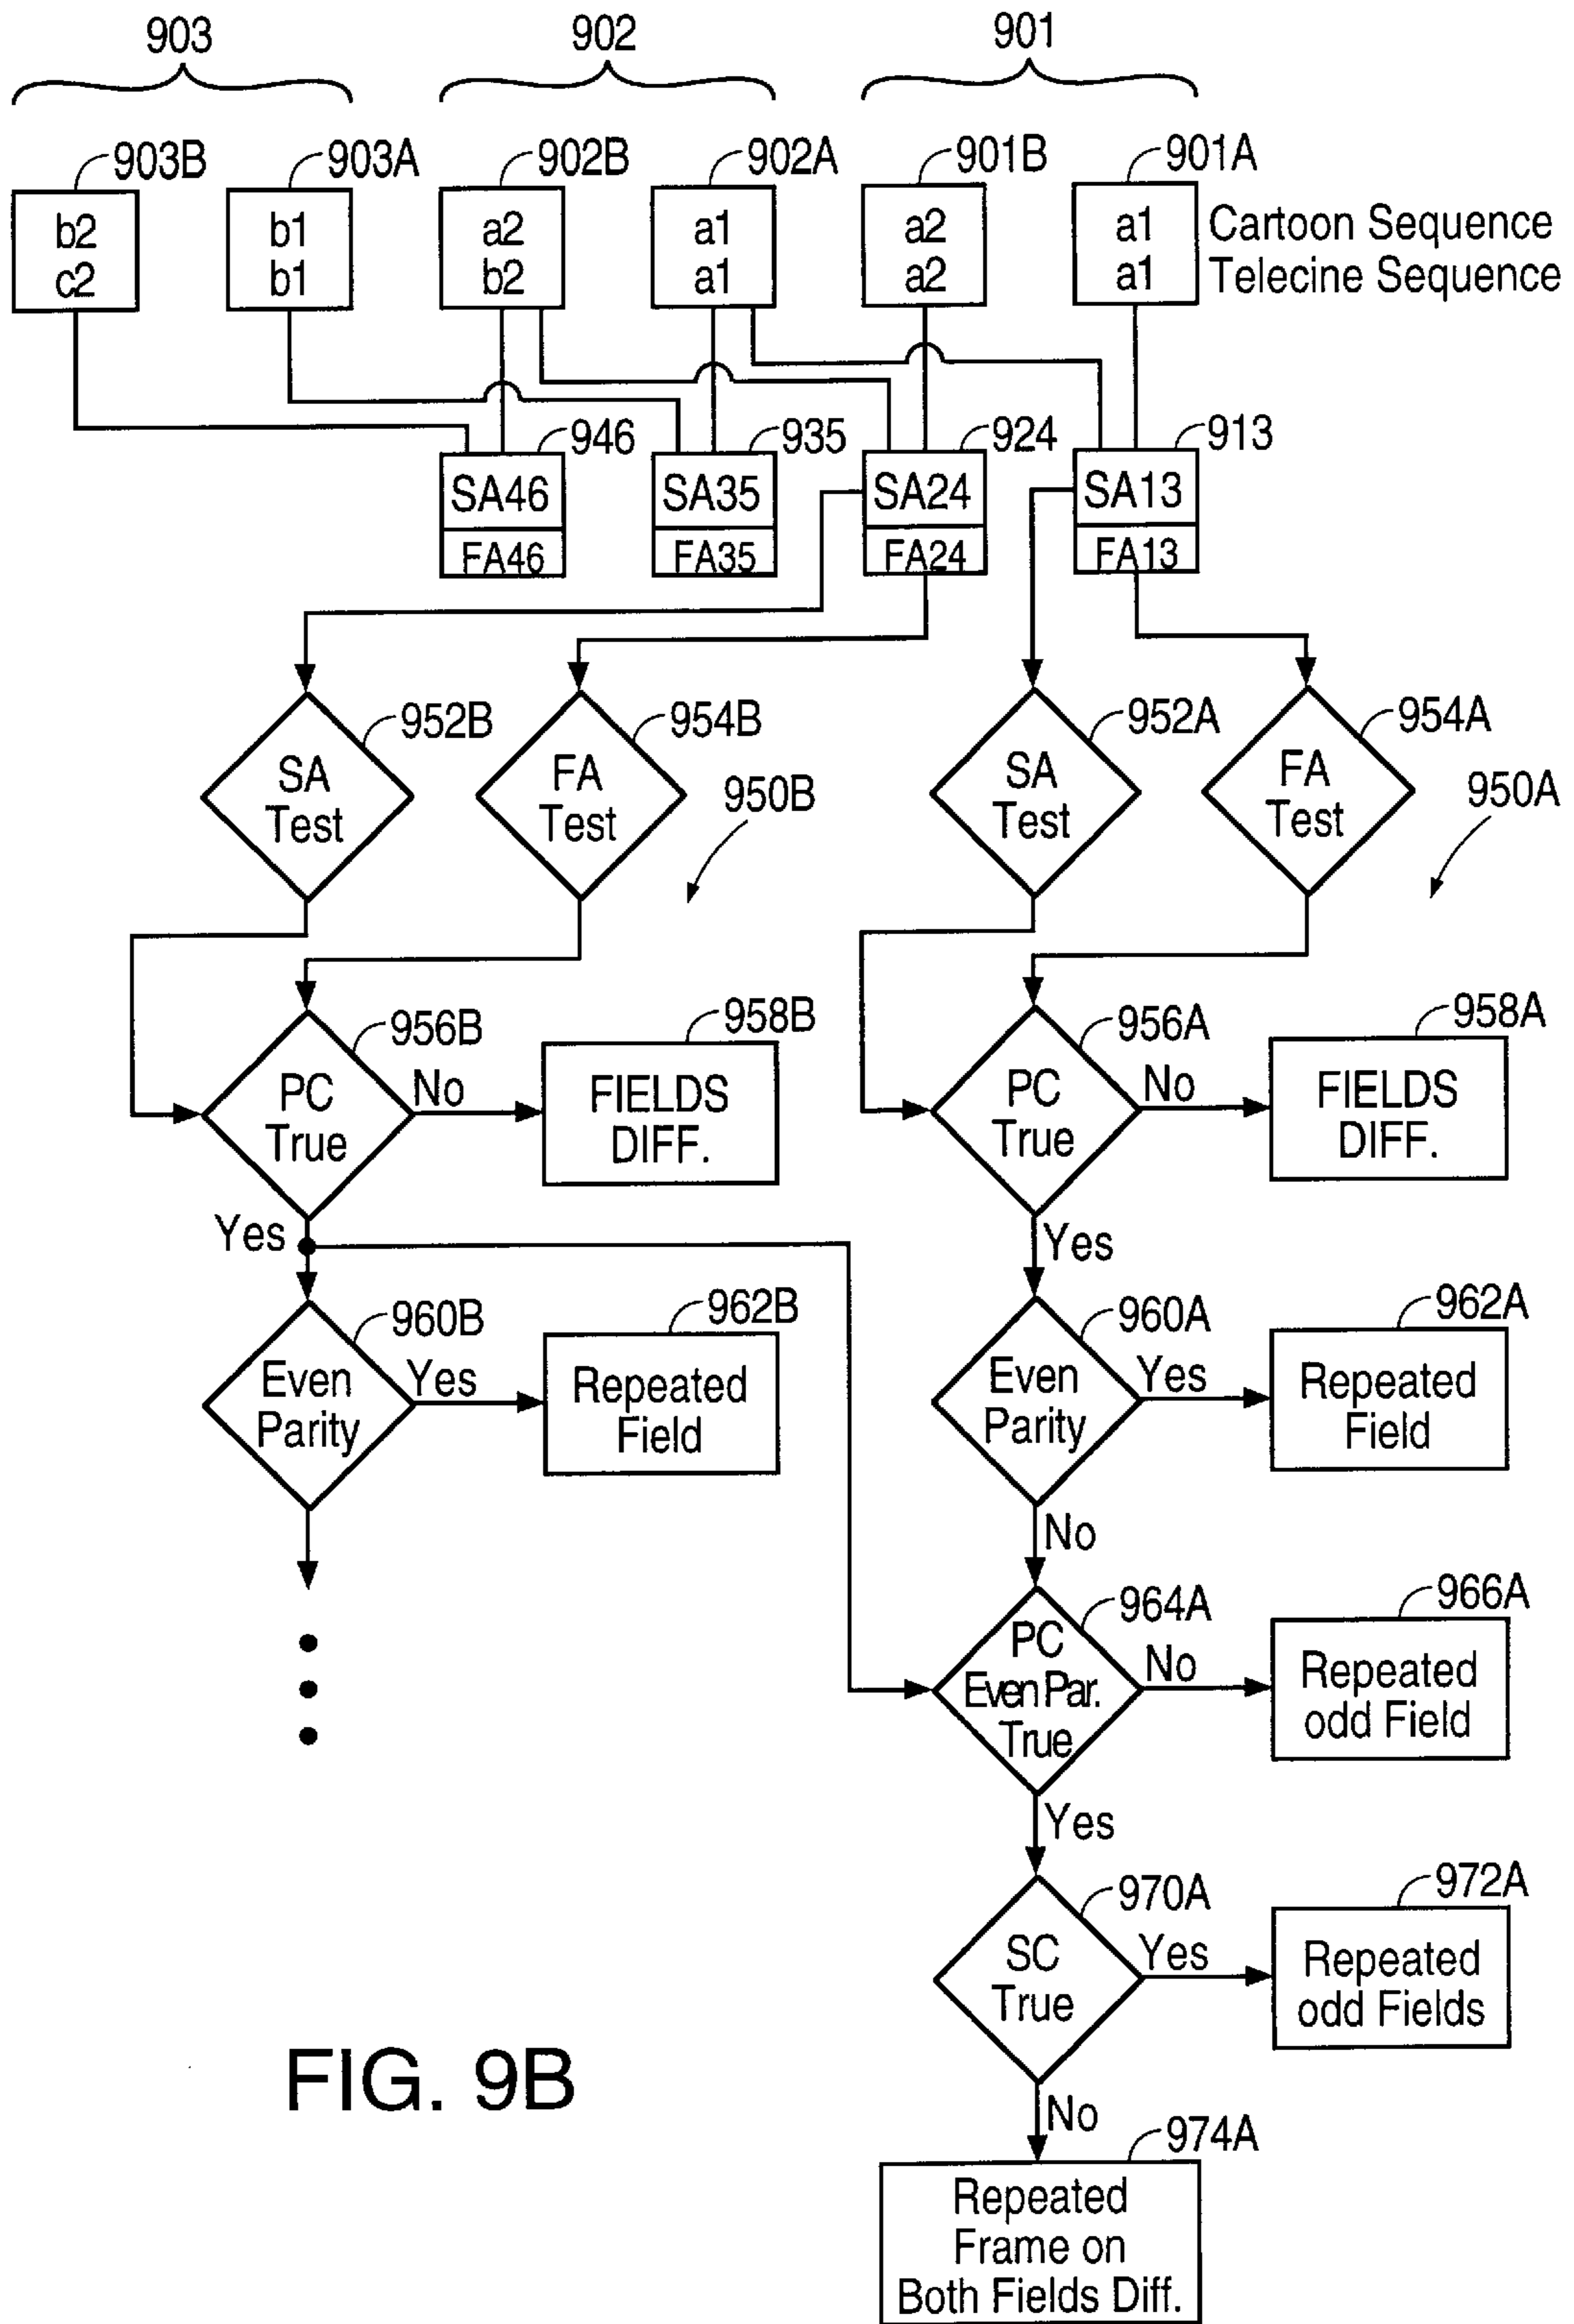 903
902
901
903B
903A
902B
902A
901B
901A
b2
c2
b1
b1
a2
b2
a1
a1
a2
a2
a1
a1
Cartoon Sequence
Telecine Sequence
946
935
924
913
SA46
FA46
SA35
FA35
SA24
FA24
SA13
FA13
952B
SA
Test
954B
FA
Test
950B
952A
SA
Test
954A
FA
Test
950A
956B
PC
True
No
958B
FIELDS
DIFF.
956A
PC
True
No
958A
FIELDS
DIFF.
Yes
Yes
960B
Even
Parity
Yes
962B
Repeated
Field
960A
Even
Parity
Yes
962A
Repeated
Field
No
964A
PC
Even Par.
True
No
966A
Repeated
odd Field
Yes
970A
SC
True
Yes
972A
Repeated
odd Fields
No
974A
Repeated
Frame on
Both Fields Diff.
FIG. 9B